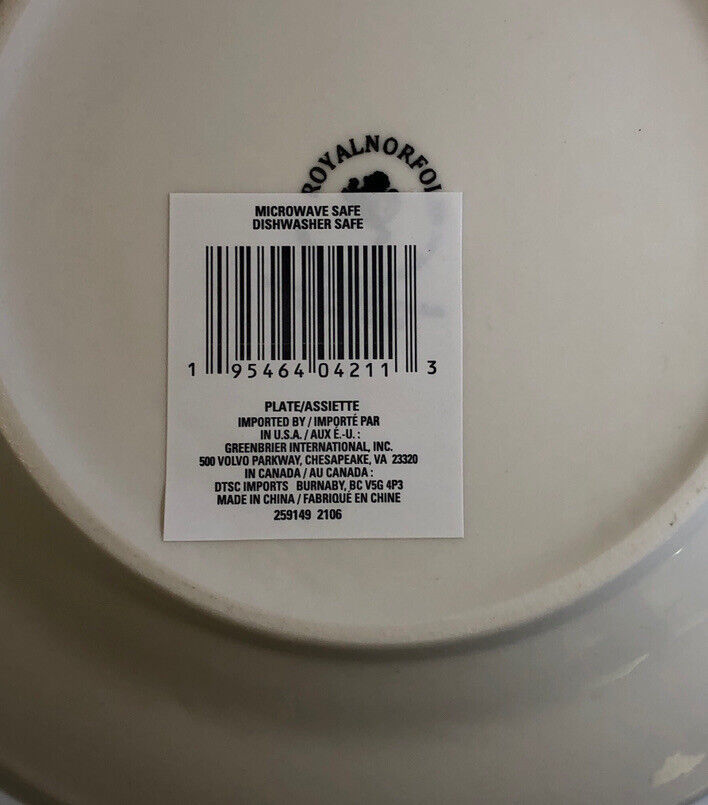 ROYALNORFOL
MICROWAVE SAFE
DISHWASHER SAFE
1 95464 04211 3
PLATE/ASSIETTE
IMPORTED BY / IMPORTÉ PAR
IN U.S.A. / AUX É.-U. :
GREENBRIER INTERNATIONAL, INC.
500 VOLVO PARKWAY, CHESAPEAKE, VA 23320
IN CANADA / AU CANADA :
DTSC IMPORTS BURNABY, BC V5G 4P3
MADE IN CHINA / FABRIQUÉ EN CHINE
259149 2106